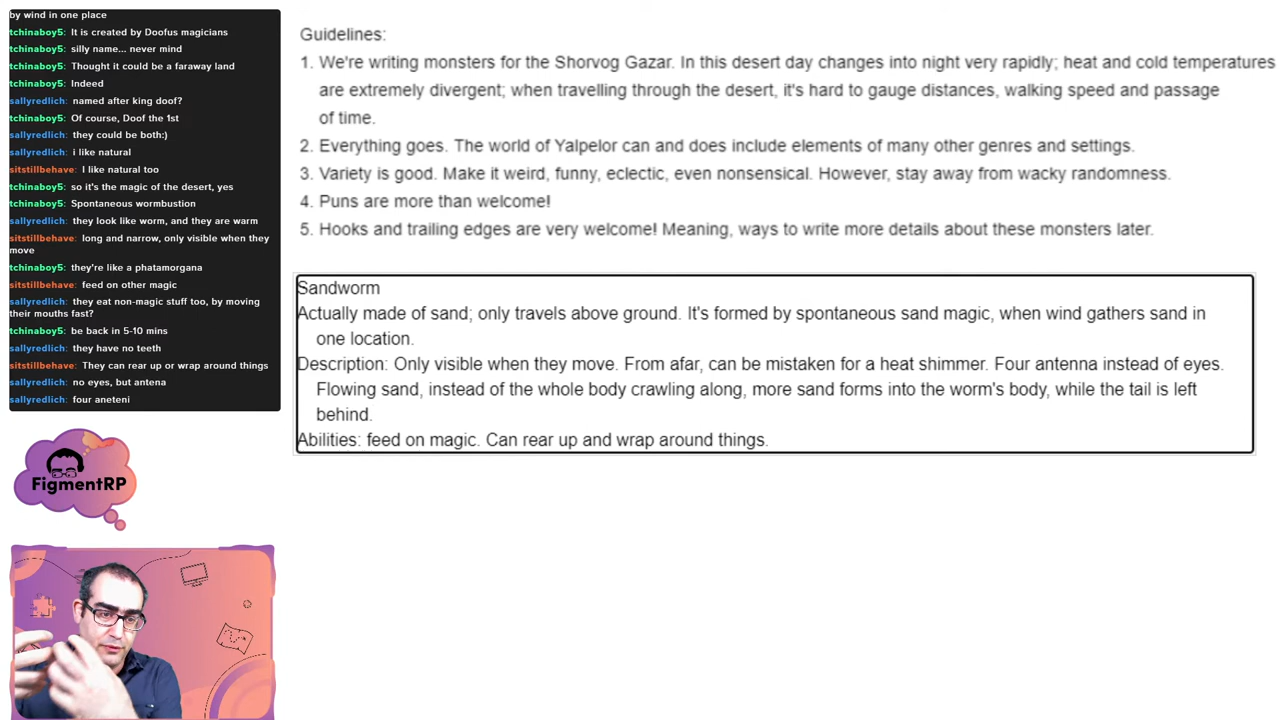 by wind in one place
tchinaboy5: It is created by Doofus magicians
tchinaboy5: silly name... never mind
tchinaboy5: Thought it could be a faraway land
tchinaboy5: Indeed
sallyredlich: named after king doof?
tchinaboy5: Of course, Doof the 1st
sallyredlich: they could be both:)
sallyredlich: i like natural
sitstillbehave: I like natural too
tchinaboy5: so it's the magic of the desert, yes
tchinaboy5: Spontaneous wormbustion
sallyredlich: they look like worm, and they are warm
sitstillbehave: long and narrow, only visible when they
move
tchinaboy5: they're like a phatamorgana
sitstillbehave: feed on other magic
sallyredlich: they eat non-magic stuff too, by moving
their mouths fast?
tchinaboy5: be back in 5-10 mins
sallyredlich: they have no teeth
sitstillbehave: They can rear up or wrap around things
sallyredlich: no eyes, but antena
sallyredlich: four aneteni
FigmentRP
Guidelines:
1. We're writing monsters for the Shorvog Gazar. In this desert day changes into night very rapidly; heat and cold temperatures
are extremely divergent; when travelling through the desert, it's hard to gauge distances, walking speed and passage
of time.
2. Everything goes. The world of Yalpelor can and does include elements of many other genres and settings.
3. Variety is good. Make it weird, funny, eclectic, even nonsensical. However, stay away from wacky randomness.
4. Puns are more than welcome!
5. Hooks and trailing edges are very welcome! Meaning, ways to write more details about these monsters later.
Sandworm
Actually made of sand; only travels above ground. It's formed by spontaneous sand magic, when wind gathers sand in
one location.
Description: Only visible when they move. From afar, can be mistaken for a heat shimmer. Four antenna instead of eyes.
Flowing sand, instead of the whole body crawling along, more sand forms into the worm's body, while the tail is left
behind.
Abilities: feed on magic. Can rear up and wrap around things.